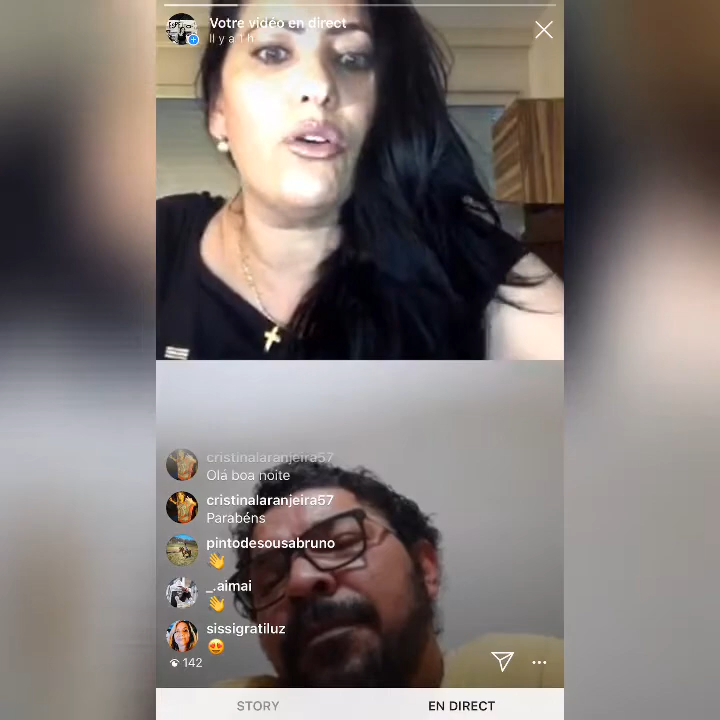 Votre vidéo en direct
Il y a 1 h
cristinalaranjeira57
Olá boa noite
cristinalaranjeira57
Parabéns
pintodesousabruno
👋
_.aimai
👋
sissigratiluz
😍
142
STORY
EN DIRECT